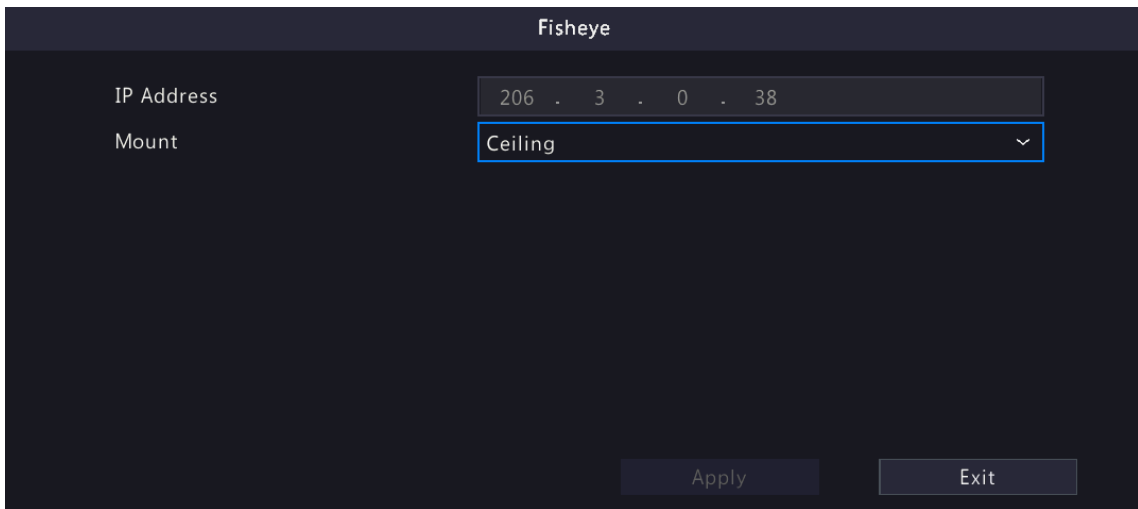 Fisheye
IP Address 206 . 3 . 0 . 38
Mount Ceiling
Apply Exit